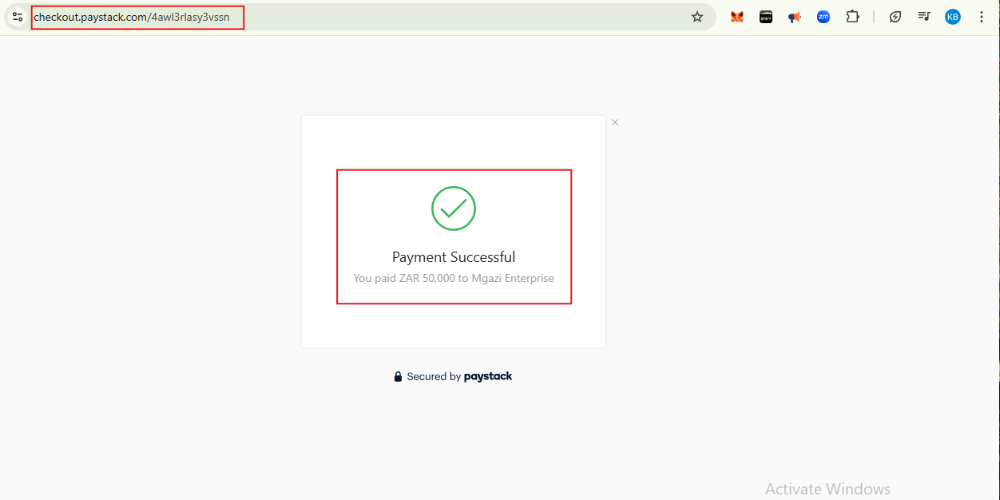 checkout.paystack.com/4awl3rlasy3vssn
zm
KB
Payment Successful
You paid ZAR 50,000 to Mgazi Enterprise
Secured by paystack
Activate Windows